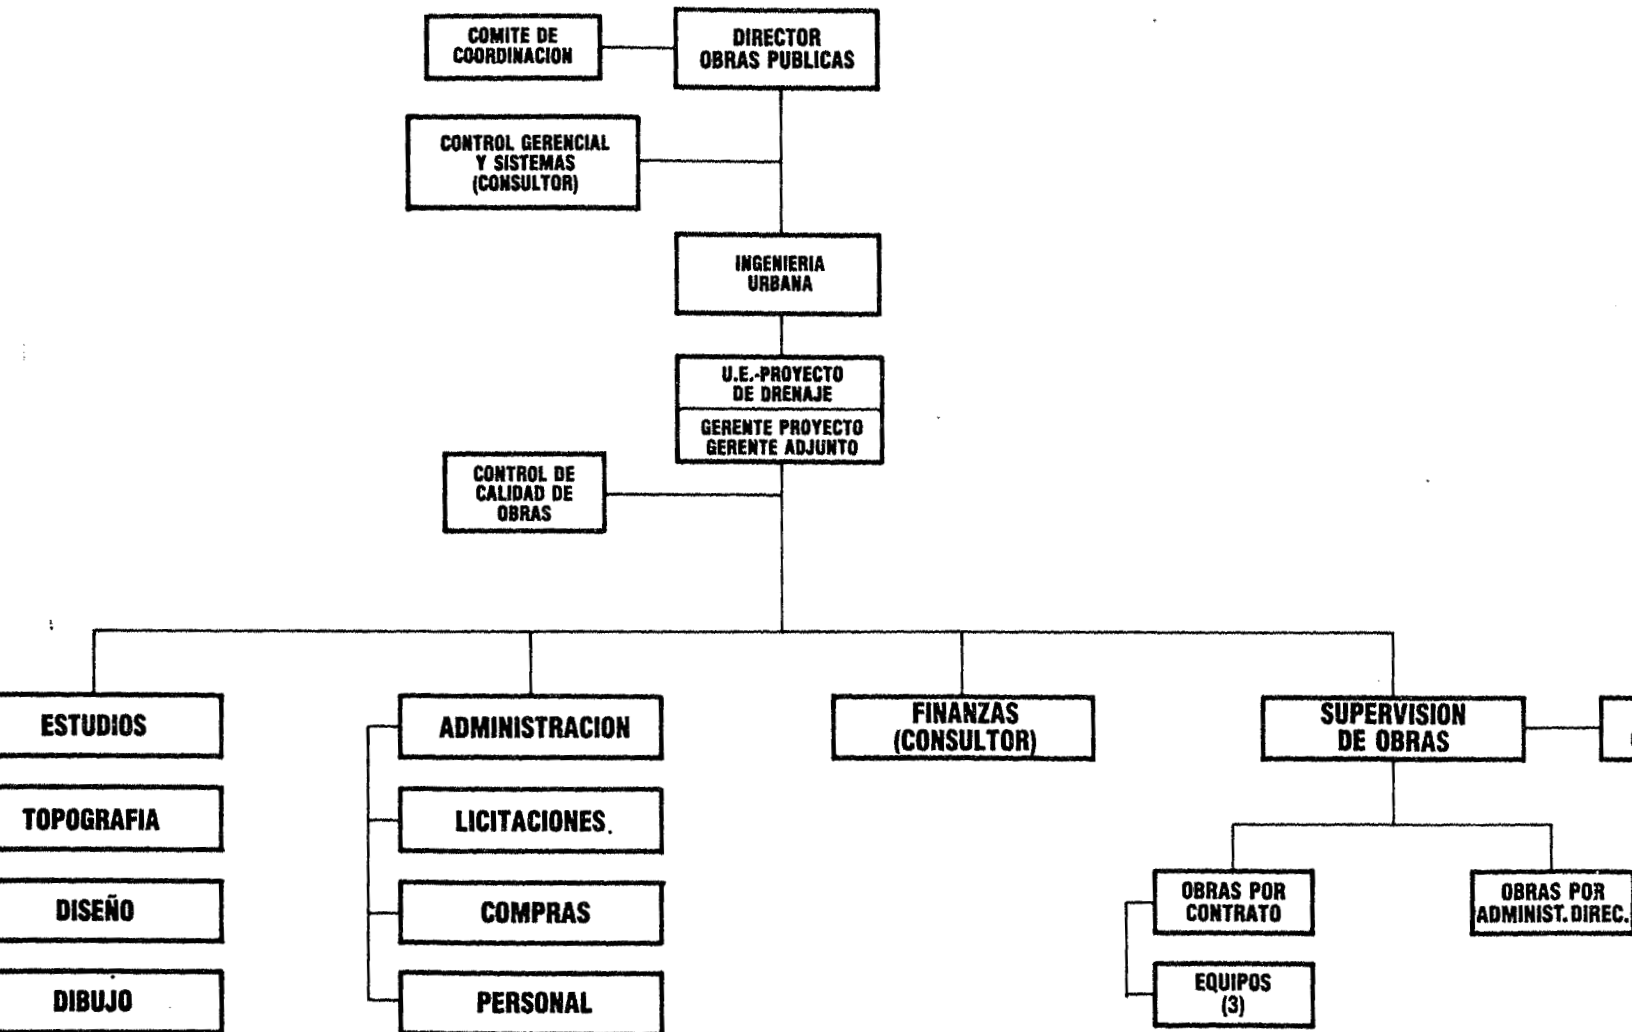 COMITE DE
COORDINACION
DIRECTOR
OBRAS PUBLICAS
CONTROL GERENCIAL
Y SISTEMAS
(CONSULTOR)
INGENIERIA
URBANA
U.E.-PROYECTO
DE DRENAJE
GERENTE PROYECTO
GERENTE ADJUNTO
CONTROL DE
CALIDAD DE
OBRAS
ESTUDIOS
ADMINISTRACION
FINANZAS
(CONSULTOR)
SUPERVISION
DE OBRAS
TOPOGRAFIA
LICITACIONES.
DISEÑO
COMPRAS
OBRAS POR
CONTRATO
OBRAS POR
ADMINIST. DIREC.
DIBUJO
PERSONAL
EQUIPOS
(3)